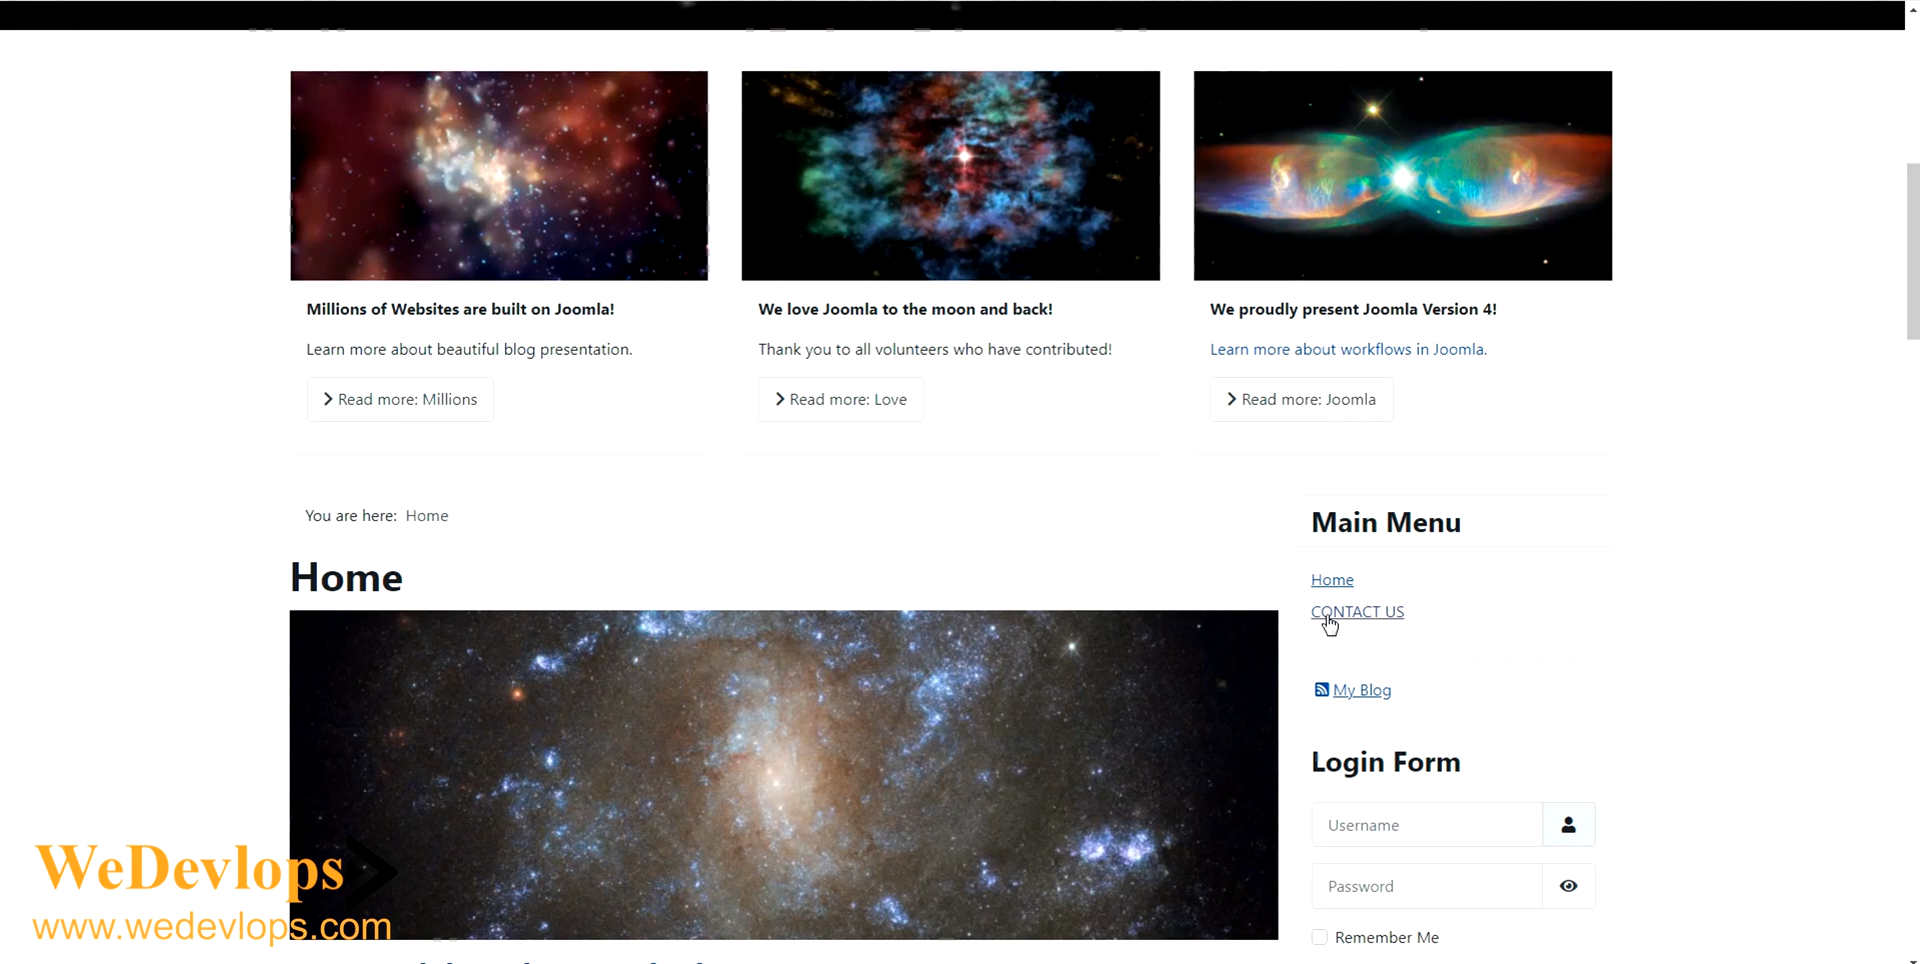 Millions of Websites are built on Joomla!
Learn more about beautiful blog presentation.
Read more: Millions
We love Joomla to the moon and back!
Thank you to all volunteers who have contributed!
Read more: Love
We proudly present Joomla Version 4!
Learn more about workflows in Joomla.
Read more: Joomla
You are here: Home
Home
Main Menu
Home
CONTACT US
My Blog
Login Form
Username
Password
Remember Me
WeDevlops
www.wedevlops.com